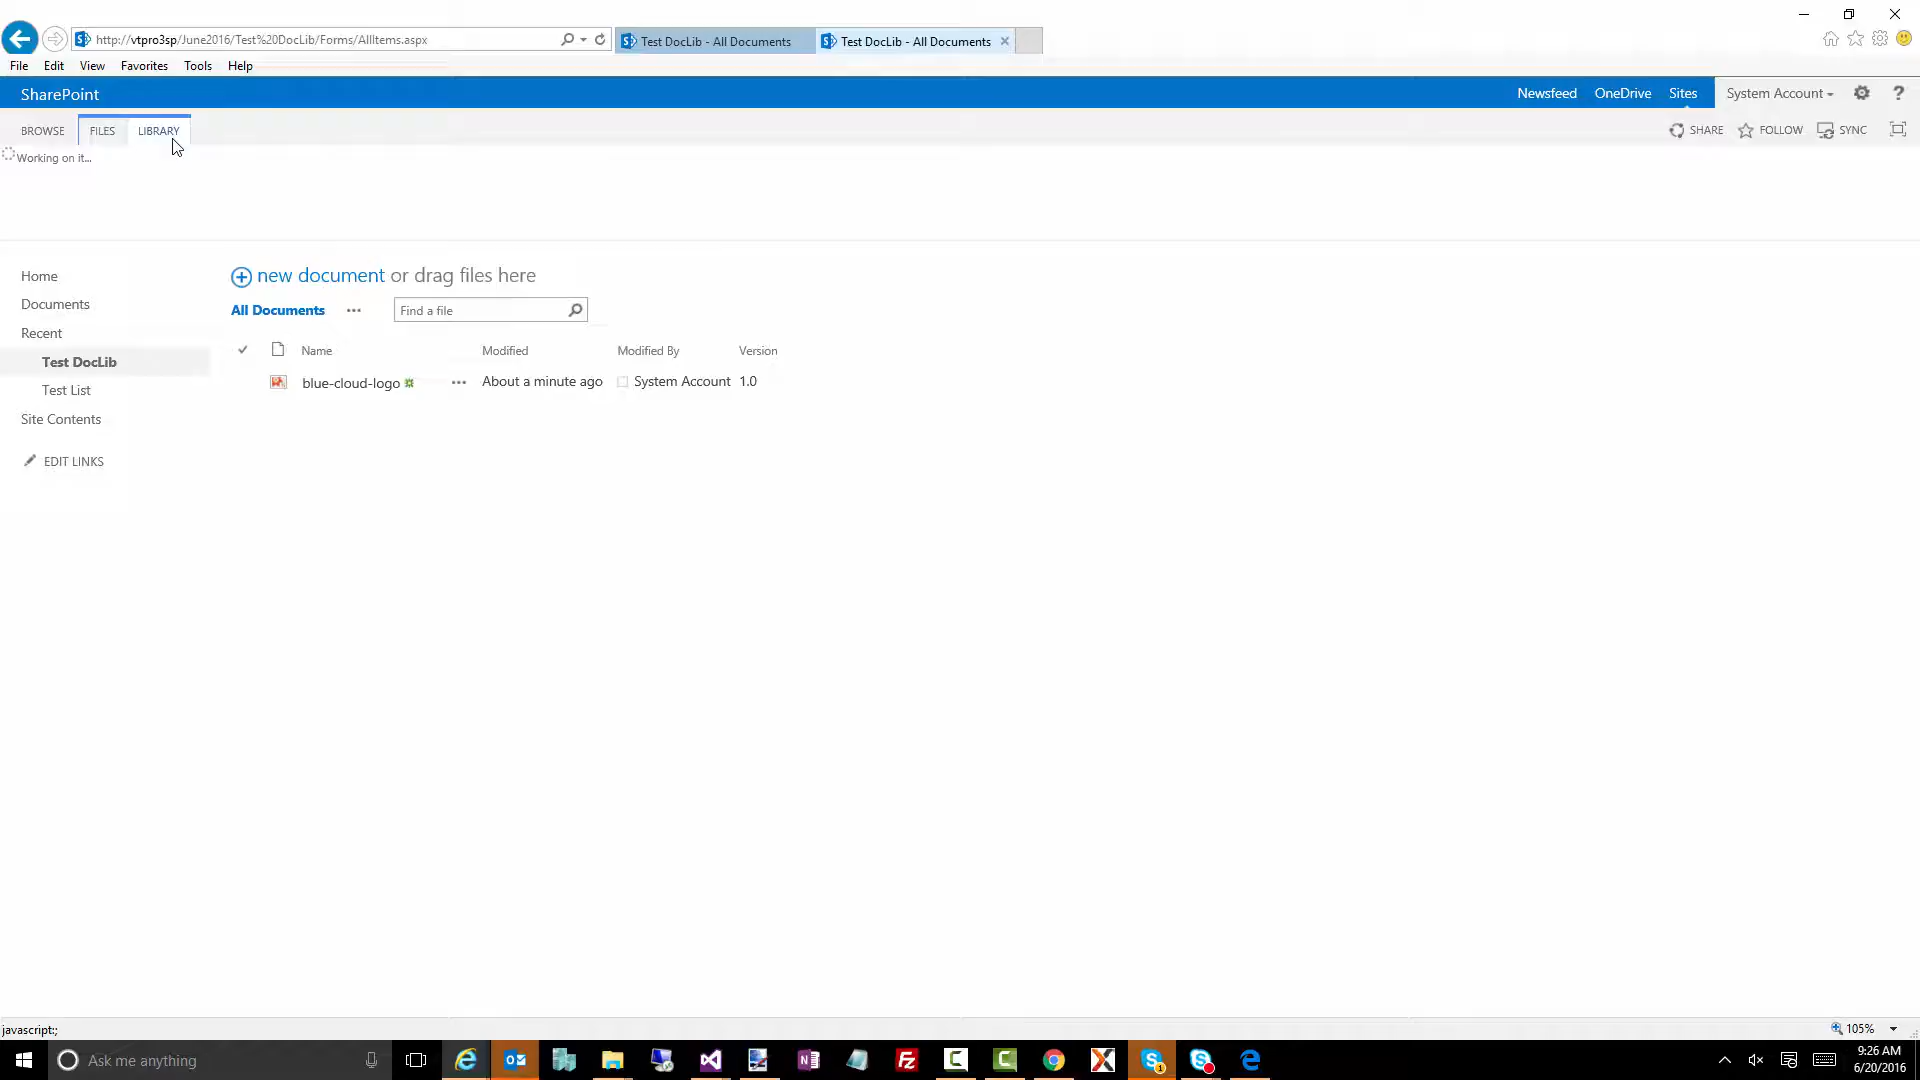 http://vtpro3sp/June2016/Test%20DocLib/Forms/AllItems.aspx
Test DocLib - All Documents
Test DocLib - All Documents
File Edit View Favorites Tools Help
SharePoint
Newsfeed OneDrive Sites System Account
BROWSE FILES LIBRARY
SHARE FOLLOW SYNC
Working on it...
Home
Documents
Recent
Test DocLib
Test List
Site Contents
EDIT LINKS
new document or drag files here
All Documents ••• Find a file
Name Modified Modified By Version
blue-cloud-logo ••• About a minute ago System Account 1.0
javascript:;
105%
Ask me anything
9:26 AM
6/20/2016